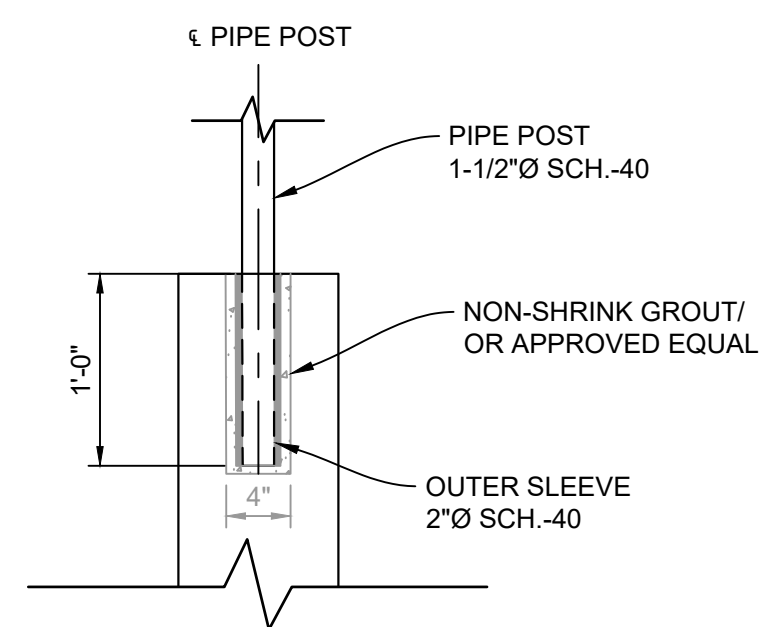 ℄ PIPE POST
PIPE POST
1-1/2"Ø SCH.-40
NON-SHRINK GROUT/
OR APPROVED EQUAL
1'-0"
OUTER SLEEVE
2"Ø SCH.-40
4"